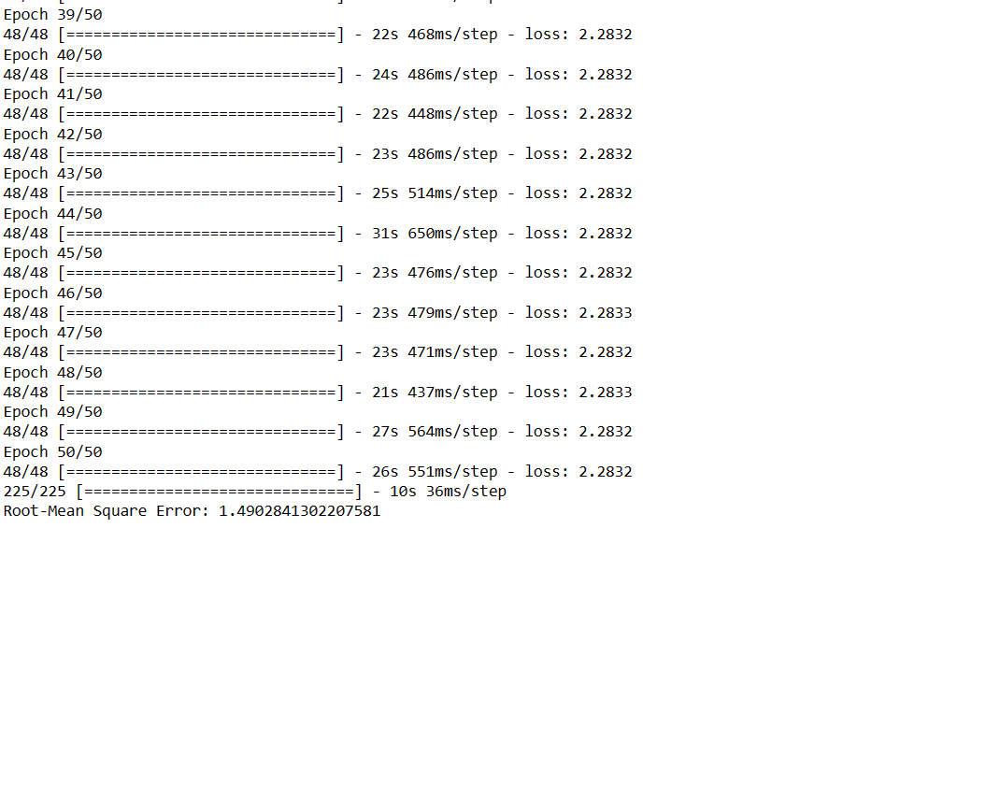 Epoch 39/50
48/48 [==============================] - 22s 468ms/step - loss: 2.2832
Epoch 40/50
48/48 [==============================] - 24s 486ms/step - loss: 2.2832
Epoch 41/50
48/48 [==============================] - 22s 448ms/step - loss: 2.2832
Epoch 42/50
48/48 [==============================] - 23s 486ms/step - loss: 2.2832
Epoch 43/50
48/48 [==============================] - 25s 514ms/step - loss: 2.2832
Epoch 44/50
48/48 [==============================] - 31s 650ms/step - loss: 2.2832
Epoch 45/50
48/48 [==============================] - 23s 476ms/step - loss: 2.2832
Epoch 46/50
48/48 [==============================] - 23s 479ms/step - loss: 2.2833
Epoch 47/50
48/48 [==============================] - 23s 471ms/step - loss: 2.2832
Epoch 48/50
48/48 [==============================] - 21s 437ms/step - loss: 2.2833
Epoch 49/50
48/48 [==============================] - 27s 564ms/step - loss: 2.2832
Epoch 50/50
48/48 [==============================] - 26s 551ms/step - loss: 2.2832
225/225 [==============================] - 10s 36ms/step
Root-Mean Square Error: 1.4902841302207581